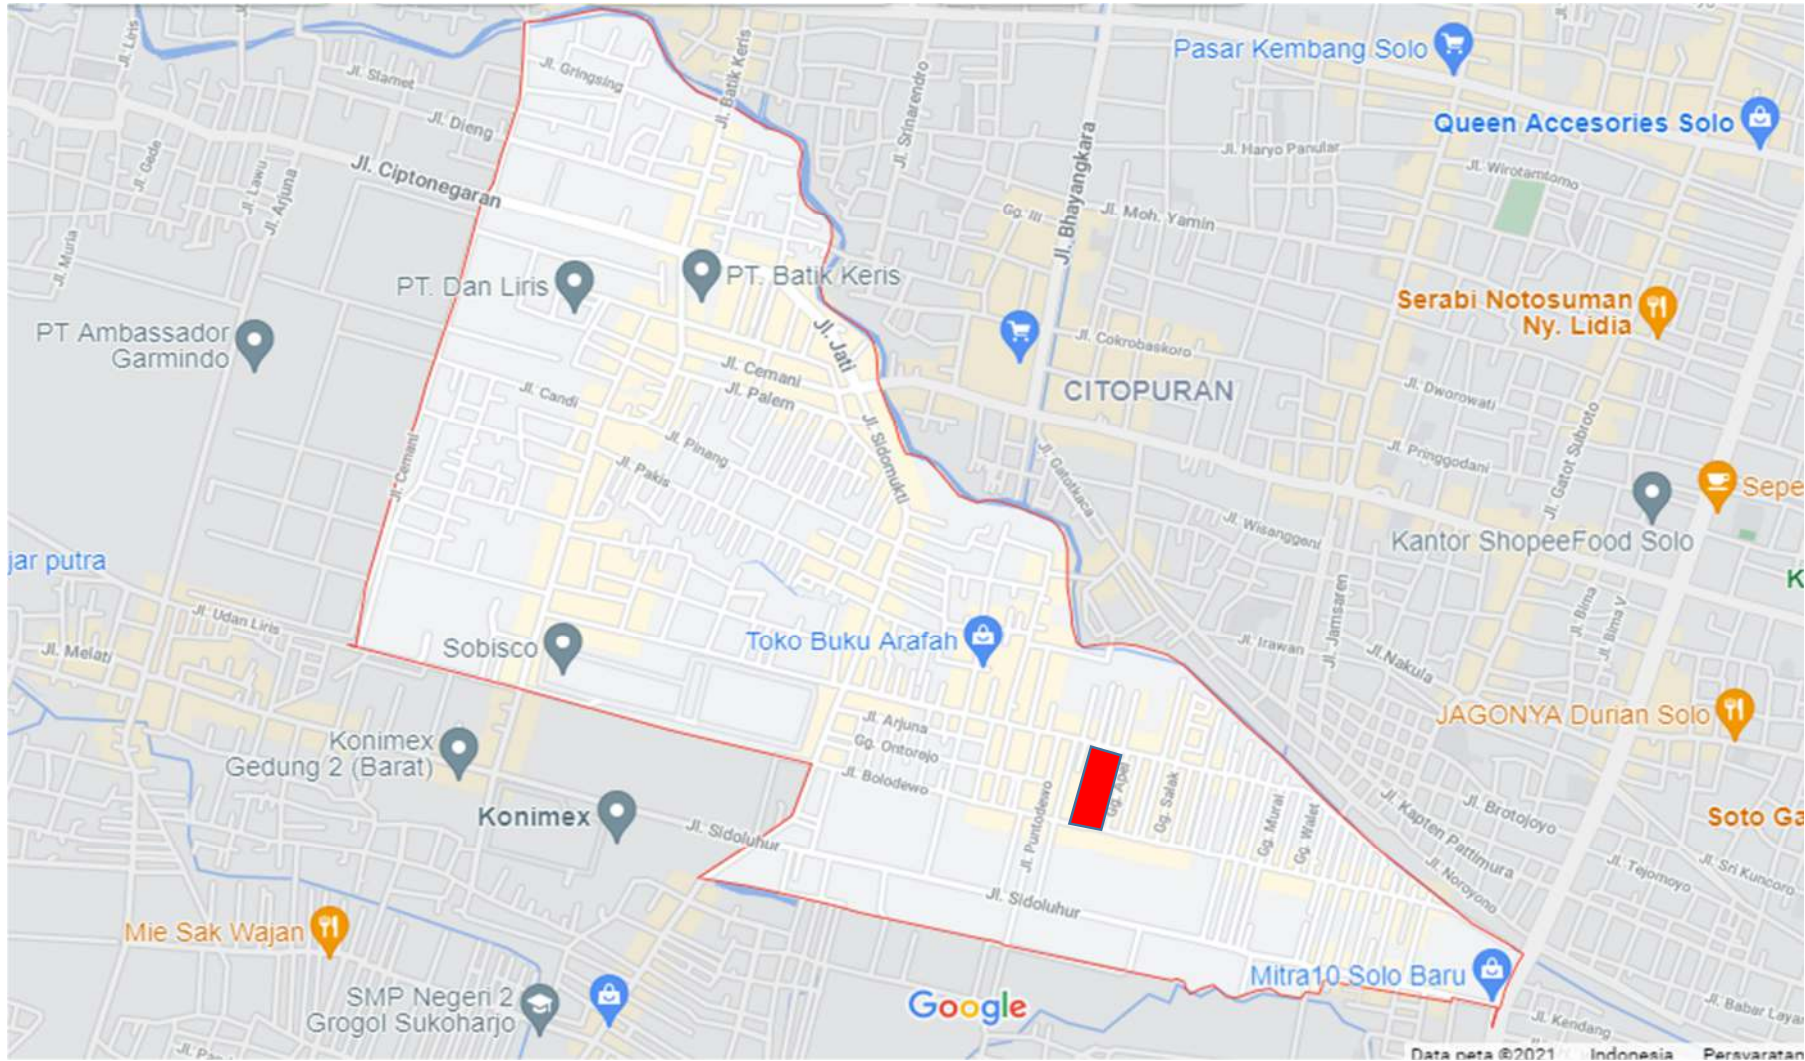 Jl. Liris
Jl. Slamet
Jl. Gringsing
Jl. Batik Keris
Jl. Srinarendro
Pasar Kembang Solo
Queen Accesories Solo
Jl. Dieng
Jl. Gede
Jl. Lawu
Jl. Arjuna
Jl. Ciptonegaran
Jl. Bhayangkara
Jl. Haryo Panular
Jl. Wirotamtomo
Gg. III
Jl. Moh. Yamin
Jl. Muria
PT. Dan Liris
PT. Batik Keris
Serabi Notosuman
Ny. Lidia
PT Ambassador
Garmindo
Jl. Jati
Jl. Cokrobaskoro
Jl. Cemani
Jl. Palem
Jl. Candi
CITOPURAN
Jl. Dworowati
Jl. Gatot Subroto
Jl. Pinang
Jl. Sidomukti
Jl. Pakis
Jl. Cemani
Jl. Gatotkaca
Jl. Pringgodani
Sepe
Jl. Wisanggeni
Kantor ShopeeFood Solo
jar putra
K
Jl. Udan Liris
Jl. Melati
Sobisco
Toko Buku Arafah
Jl. Irawan
Jl. Jamsaren
Jl. Nakula
Jl. Bima
Jl. Bima V
Jl. Arjuna
Gg. Ontorejo
Jl. Bolodewo
JAGONYA Durian Solo
Konimex
Gedung 2 (Barat)
Konimex
Jl. Sidoluhur
Jl. Puntodewo
Gg. Apel
Gg. Salak
Gg. Murai
Gg. Walet
Jl. Kapten Pattimura
Jl. Brotojoyo
Soto Ga
Jl. Noroyono
Jl. Tejomoyo
Jl. Sri Kuncoro
Jl. Sidoluhur
Mie Sak Wajan
Mitra10 Solo Baru
SMP Negeri 2
Grogol Sukoharjo
Google
Jl. Babar Layar
Jl. Kendang
Data peta ©2021 Indonesia Persyaratan